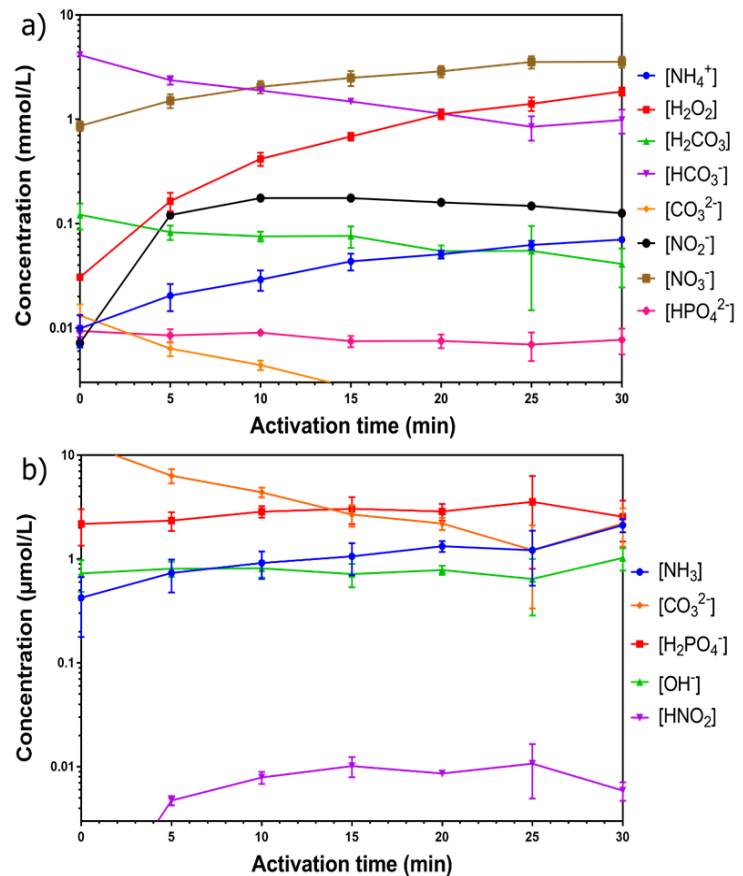 a)
Concentration (mmol/L)
10
1
0.1
0.01
0 5 10 15 20 25 30
Activation time (min)
[NH₄⁺]
[H₂O₂]
[H₂CO₃]
[HCO₃⁻]
[CO₃²⁻]
[NO₂⁻]
[NO₃⁻]
[HPO₄²⁻]
b)
Concentration (μmol/L)
10
1
0.1
0.01
0 5 10 15 20 25 30
Activation time (min)
[NH₃]
[CO₃²⁻]
[H₂PO₄⁻]
[OH⁻]
[HNO₂]